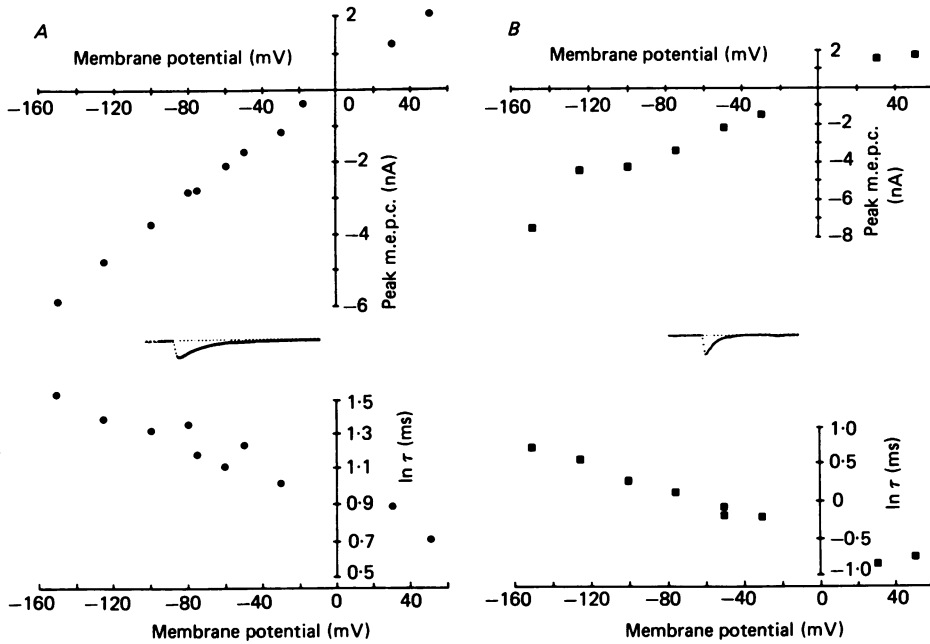 A
Membrane potential (mV)
2
0
−160 −120 −80 −40 40
−2
−4
−6
Peak m.e.p.c. (nA)
1·5
1·3
1·1
0·9
0·7
0·5
ln τ (ms)
−160 −120 −80 −40 0 40
Membrane potential (mV)
B
Membrane potential (mV)
2
0
−160 −120 −80 −40 40
−2
−4
−6
−8
Peak m.e.p.c.
(nA)
1·0
0·5
0
−0·5
−1·0
ln τ (ms)
−160 −120 −80 −40 0 40
Membrane potential (mV)